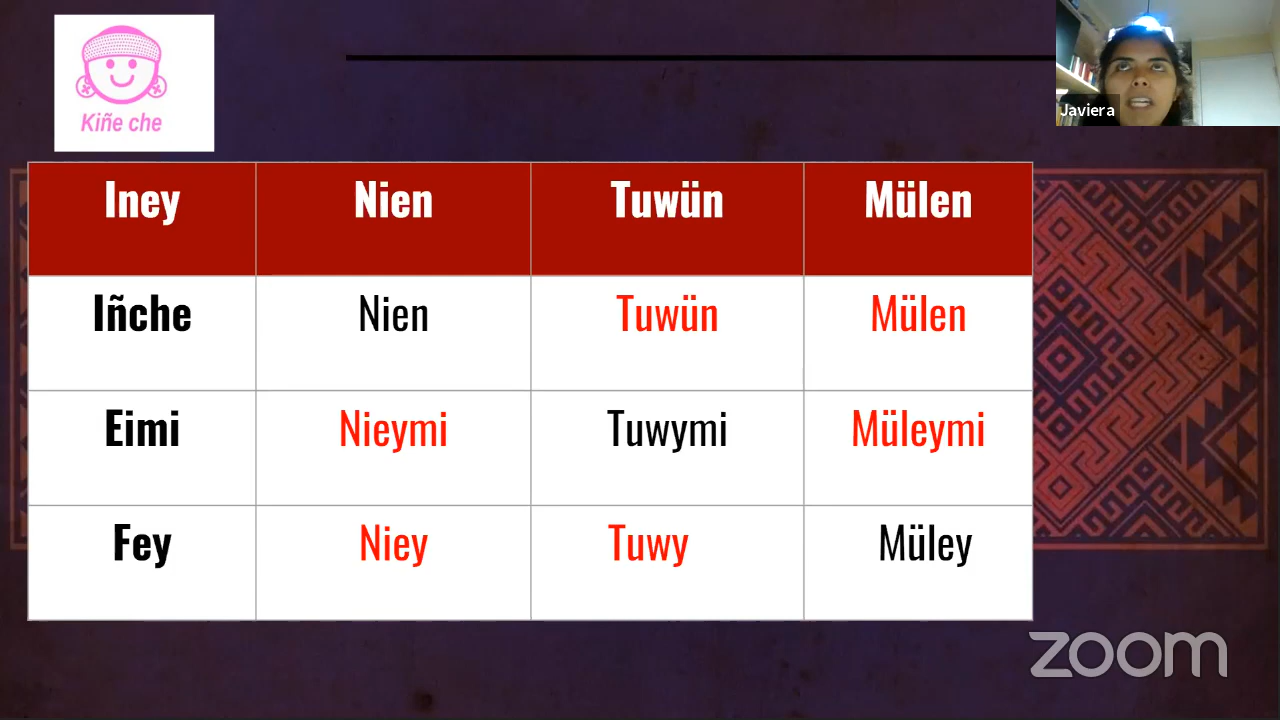 Kiñe che
Javiera
Iney Nien Tuwün Mülen
Iñche Nien Tuwün Mülen
Eimi Nieymi Tuwymi Müleymi
Fey Niey Tuwy Müley
zoom